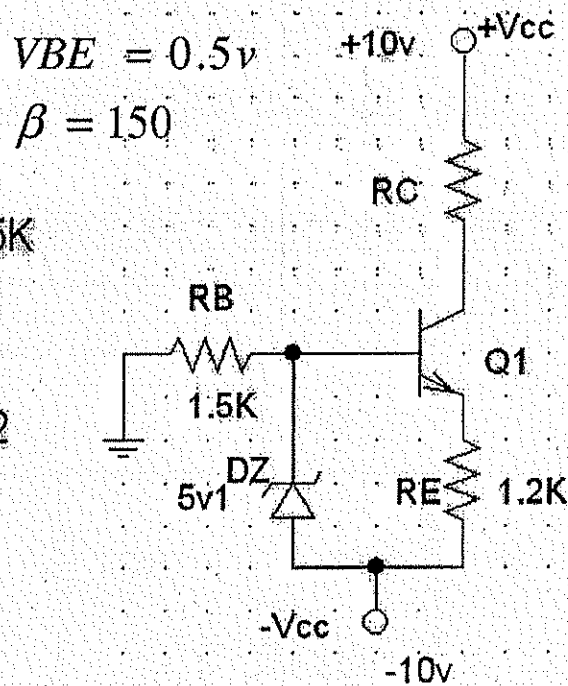 VBE = 0.5v
+10v
+Vcc
β = 150
RC
RB
Q1
1.5K
DZ
5v1
RE
1.2K
-Vcc
-10v